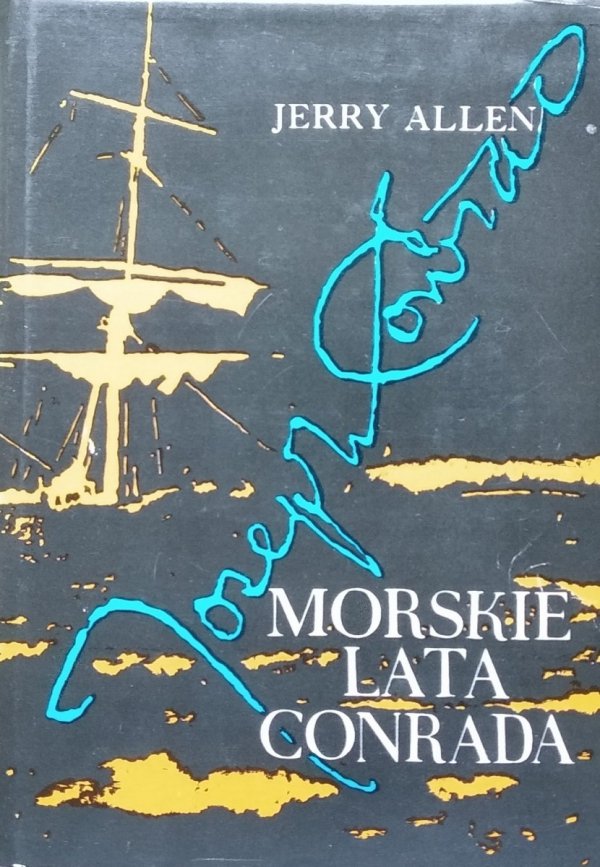 JERRY ALLEN
Joseph Conrad
MORSKIE
LATA
CONRADA